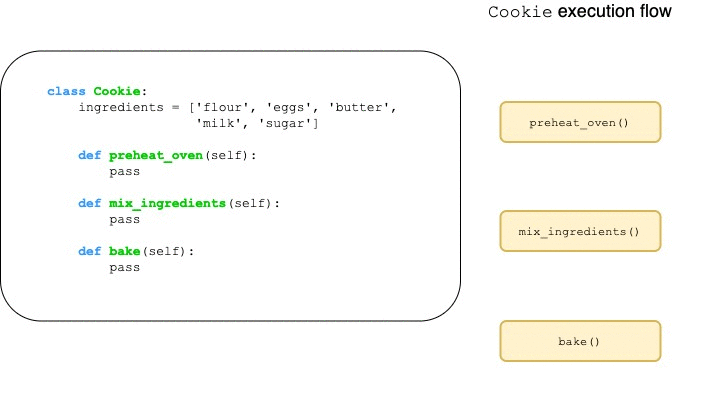 Cookie execution flow
class Cookie:
    ingredients = ['flour', 'eggs', 'butter',
                   'milk', 'sugar']
    def preheat_oven(self):
        pass
    def mix_ingredients(self):
        pass
    def bake(self):
        pass
preheat_oven()
mix_ingredients()
bake()